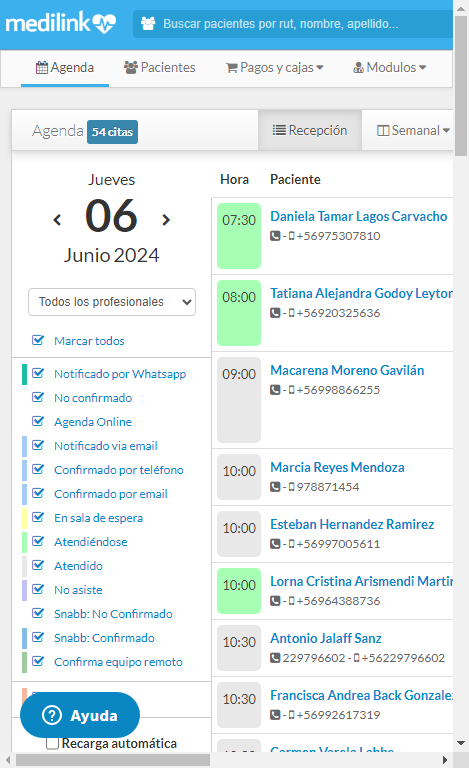 medilink
Buscar pacientes por rut, nombre, apellido...
Agenda
Pacientes
Pagos y cajas
Modulos
Agenda 54 citas
Recepción
Semanal
Jueves
06
Junio 2024
Todos los profesionales
Marcar todos
Notificado por Whatsapp
No confirmado
Agenda Online
Notificado via email
Confirmado por teléfono
Confirmado por email
En sala de espera
Atendiéndose
Atendido
No asiste
Snabb: No Confirmado
Snabb: Confirmado
Confirma equipo remoto
Ayuda
Recarga automática
Hora Paciente
07:30 Daniela Tamar Lagos Carvacho
- +56975307810
08:00 Tatiana Alejandra Godoy Leyton
- +56920325636
09:00 Macarena Moreno Gavilán
- +56998866255
10:00 Marcia Reyes Mendoza
- 978871454
10:00 Esteban Hernandez Ramirez
- +56997005611
10:00 Lorna Cristina Arismendi Martin
- +56964388736
10:30 Antonio Jalaff Sanz
229796602 - +56229796602
10:30 Francisca Andrea Back Gonzalez
- +56992617319
10:30 Carmen Varela Labbe